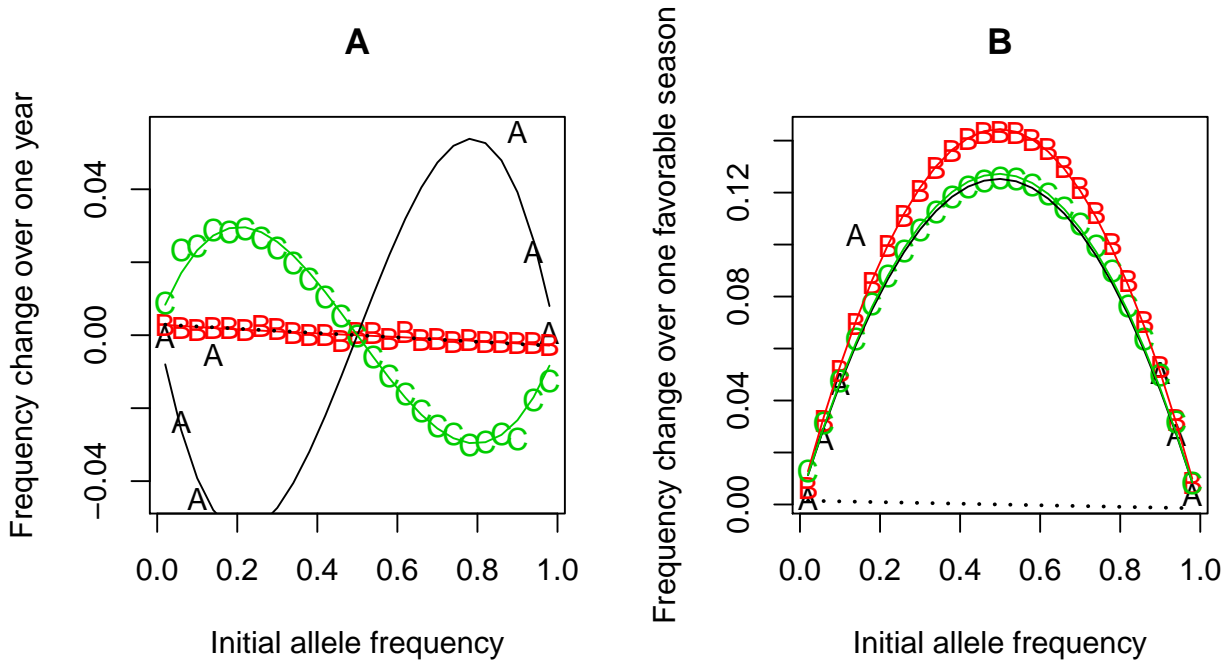 A
B
Frequency change over one year
0.04
0.00
−0.04
0.0 0.2 0.4 0.6 0.8 1.0
Initial allele frequency
Frequency change over one favorable season
0.12
0.08
0.04
0.00
0.0 0.2 0.4 0.6 0.8 1.0
Initial allele frequency